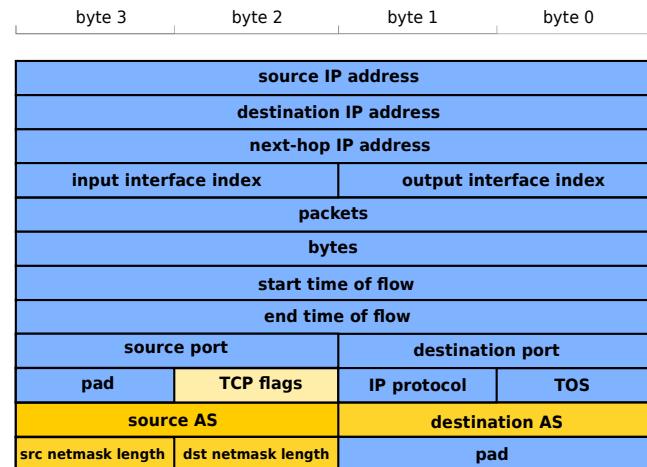 byte 3 byte 2 byte 1 byte 0
source IP address
destination IP address
next-hop IP address
input interface index output interface index
packets
bytes
start time of flow
end time of flow
source port destination port
pad TCP flags IP protocol TOS
source AS destination AS
src netmask length dst netmask length pad